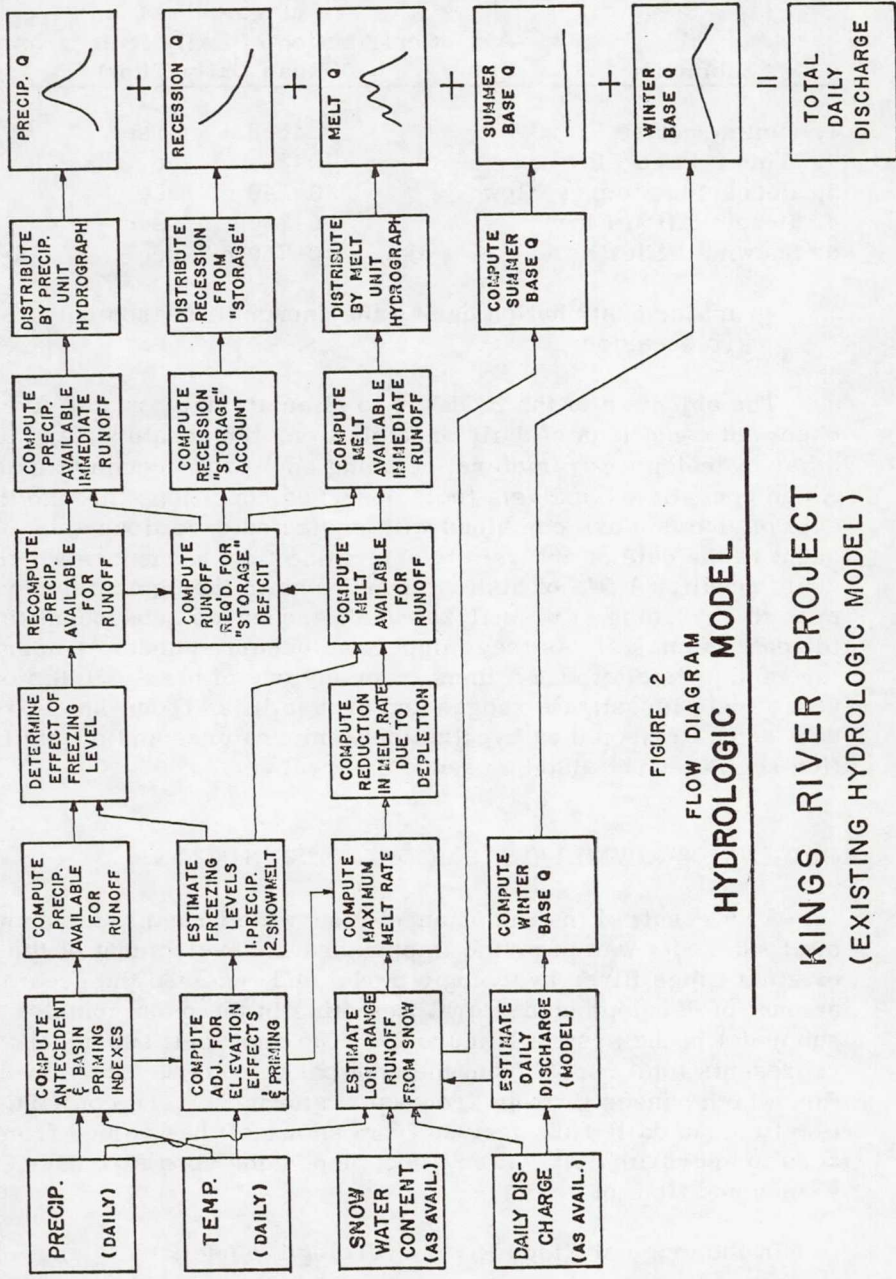 PRECIP.
(DAILY)
TEMP.
(DAILY)
SNOW
WATER
CONTENT
(AS AVAIL.)
DAILY DIS-
CHARGE
(AS AVAIL.)
COMPUTE
ANTECEDENT
& BASIN
PRIMING
INDEXES
COMPUTE
ADJ. FOR
ELEVATION
EFFECTS
& PRIMING
ESTIMATE
LONG RANGE
RUNOFF
FROM SNOW
ESTIMATE
DAILY
DISCHARGE
(MODEL)
COMPUTE
PRECIP.
AVAILABLE
FOR
RUNOFF
ESTIMATE
FREEZING
LEVELS
1. PRECIP.
2. SNOWMELT
COMPUTE
MAXIMUM
MELT RATE
COMPUTE
WINTER
BASE Q
DETERMINE
EFFECT OF
FREEZING
LEVEL
COMPUTE
REDUCTION
IN MELT RATE
DUE TO
DEPLETION
RECOMPUTE
PRECIP.
AVAILABLE
FOR
RUNOFF
COMPUTE
RUNOFF
REQ'D. FOR
"STORAGE"
DEFICIT
COMPUTE
MELT
AVAILABLE
FOR
RUNOFF
COMPUTE
PRECIP.
AVAILABLE
IMMEDIATE
RUNOFF
COMPUTE
RECESSION
"STORAGE"
ACCOUNT
COMPUTE
MELT
AVAILABLE
IMMEDIATE
RUNOFF
DISTRIBUTE
BY PRECIP.
UNIT
HYDROGRAPH
DISTRIBUTE
RECESSION
FROM
"STORAGE"
DISTRIBUTE
BY MELT
UNIT
HYDROGRAPH
COMPUTE
SUMMER
BASE Q
PRECIP. Q
+
RECESSION
+
MELT Q
+
SUMMER
BASE Q
+
WINTER
BASE Q
=
TOTAL
DAILY
DISCHARGE
FIGURE 2
FLOW DIAGRAM
HYDROLOGIC MODEL
KINGS RIVER PROJECT
(EXISTING HYDROLOGIC MODEL)